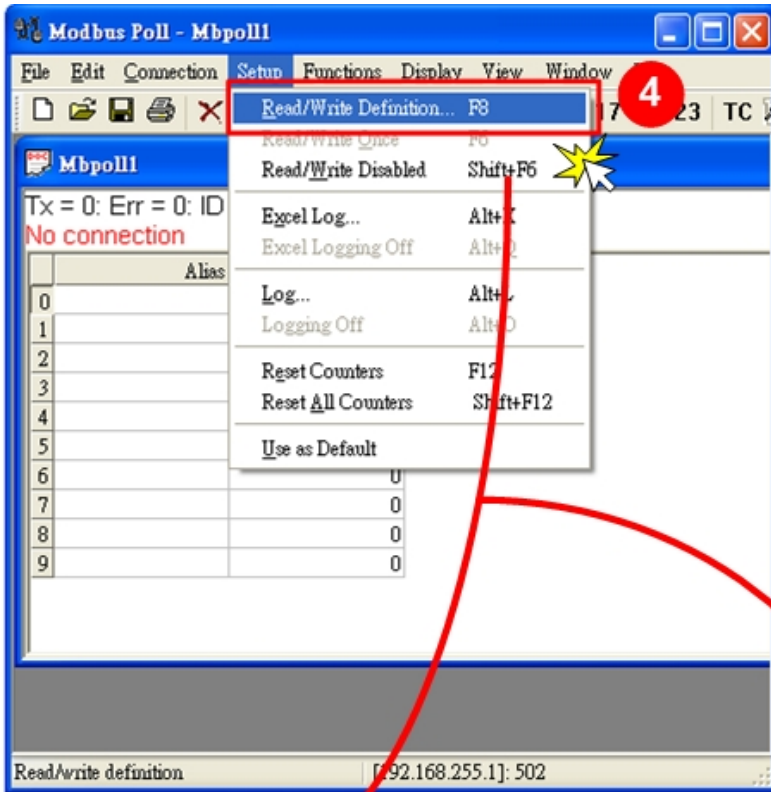 Modbus Poll - Mbpoll1
File Edit Connection Setup Functions Display View Window
4
23 TC
Read/Write Definition... F8
Read/Write Once F6
Read/Write Disabled Shift+F6
Excel Log... Alt+X
Excel Logging Off Alt+Q
Log... Alt+L
Logging Off Alt+O
Reset Counters F12
Reset All Counters Shift+F12
Use as Default
Mbpoll1
Tx = 0: Err = 0: ID
No connection
Alias
0
1
2
3
4
5
6 0
7 0
8 0
9 0
Read/write definition [192.168.255.1]: 502